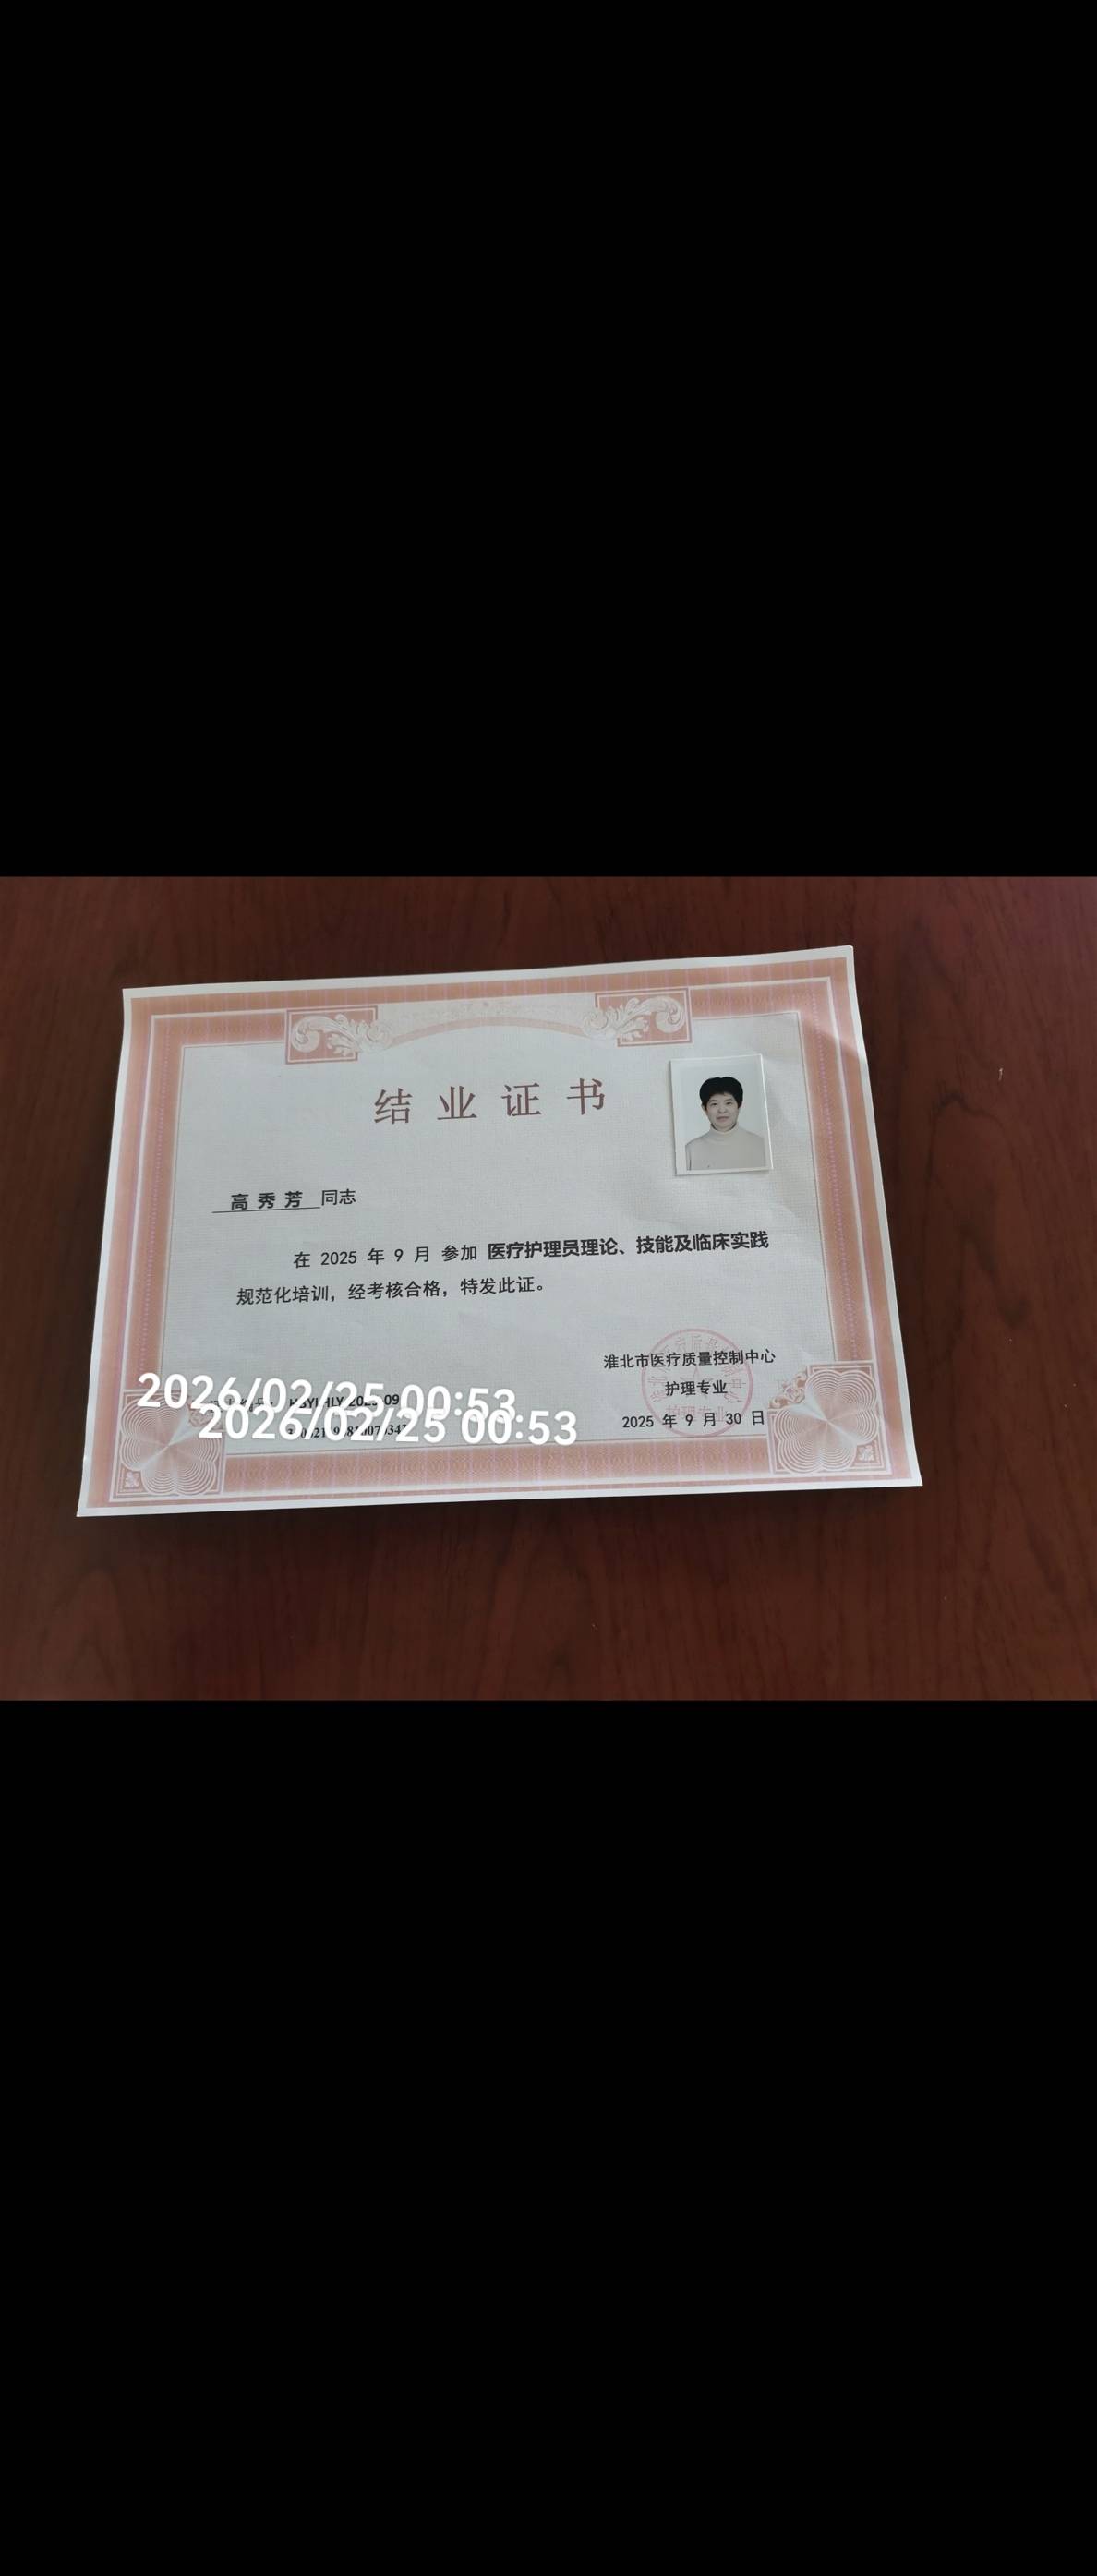 结业证书
高秀芳 同志
在 2025 年 9 月 参加 医疗护理员理论、技能及临床实践
规范化培训，经考核合格，特发此证。
淮北市医疗质量控制中心
护理专业
2025 年 9 月 30 日
2026/02/25 00:53
2026/02/25 00:53